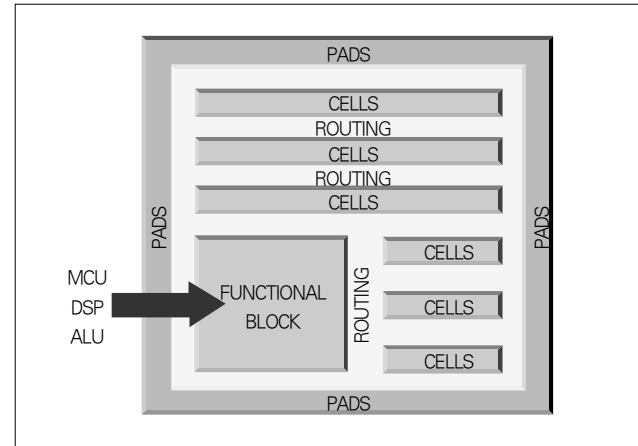 PADS
CELLS
ROUTING
CELLS
ROUTING
CELLS
PADS
PADS
MCU
DSP
ALU
FUNCTIONAL
BLOCK
ROUTING
CELLS
CELLS
CELLS
PADS